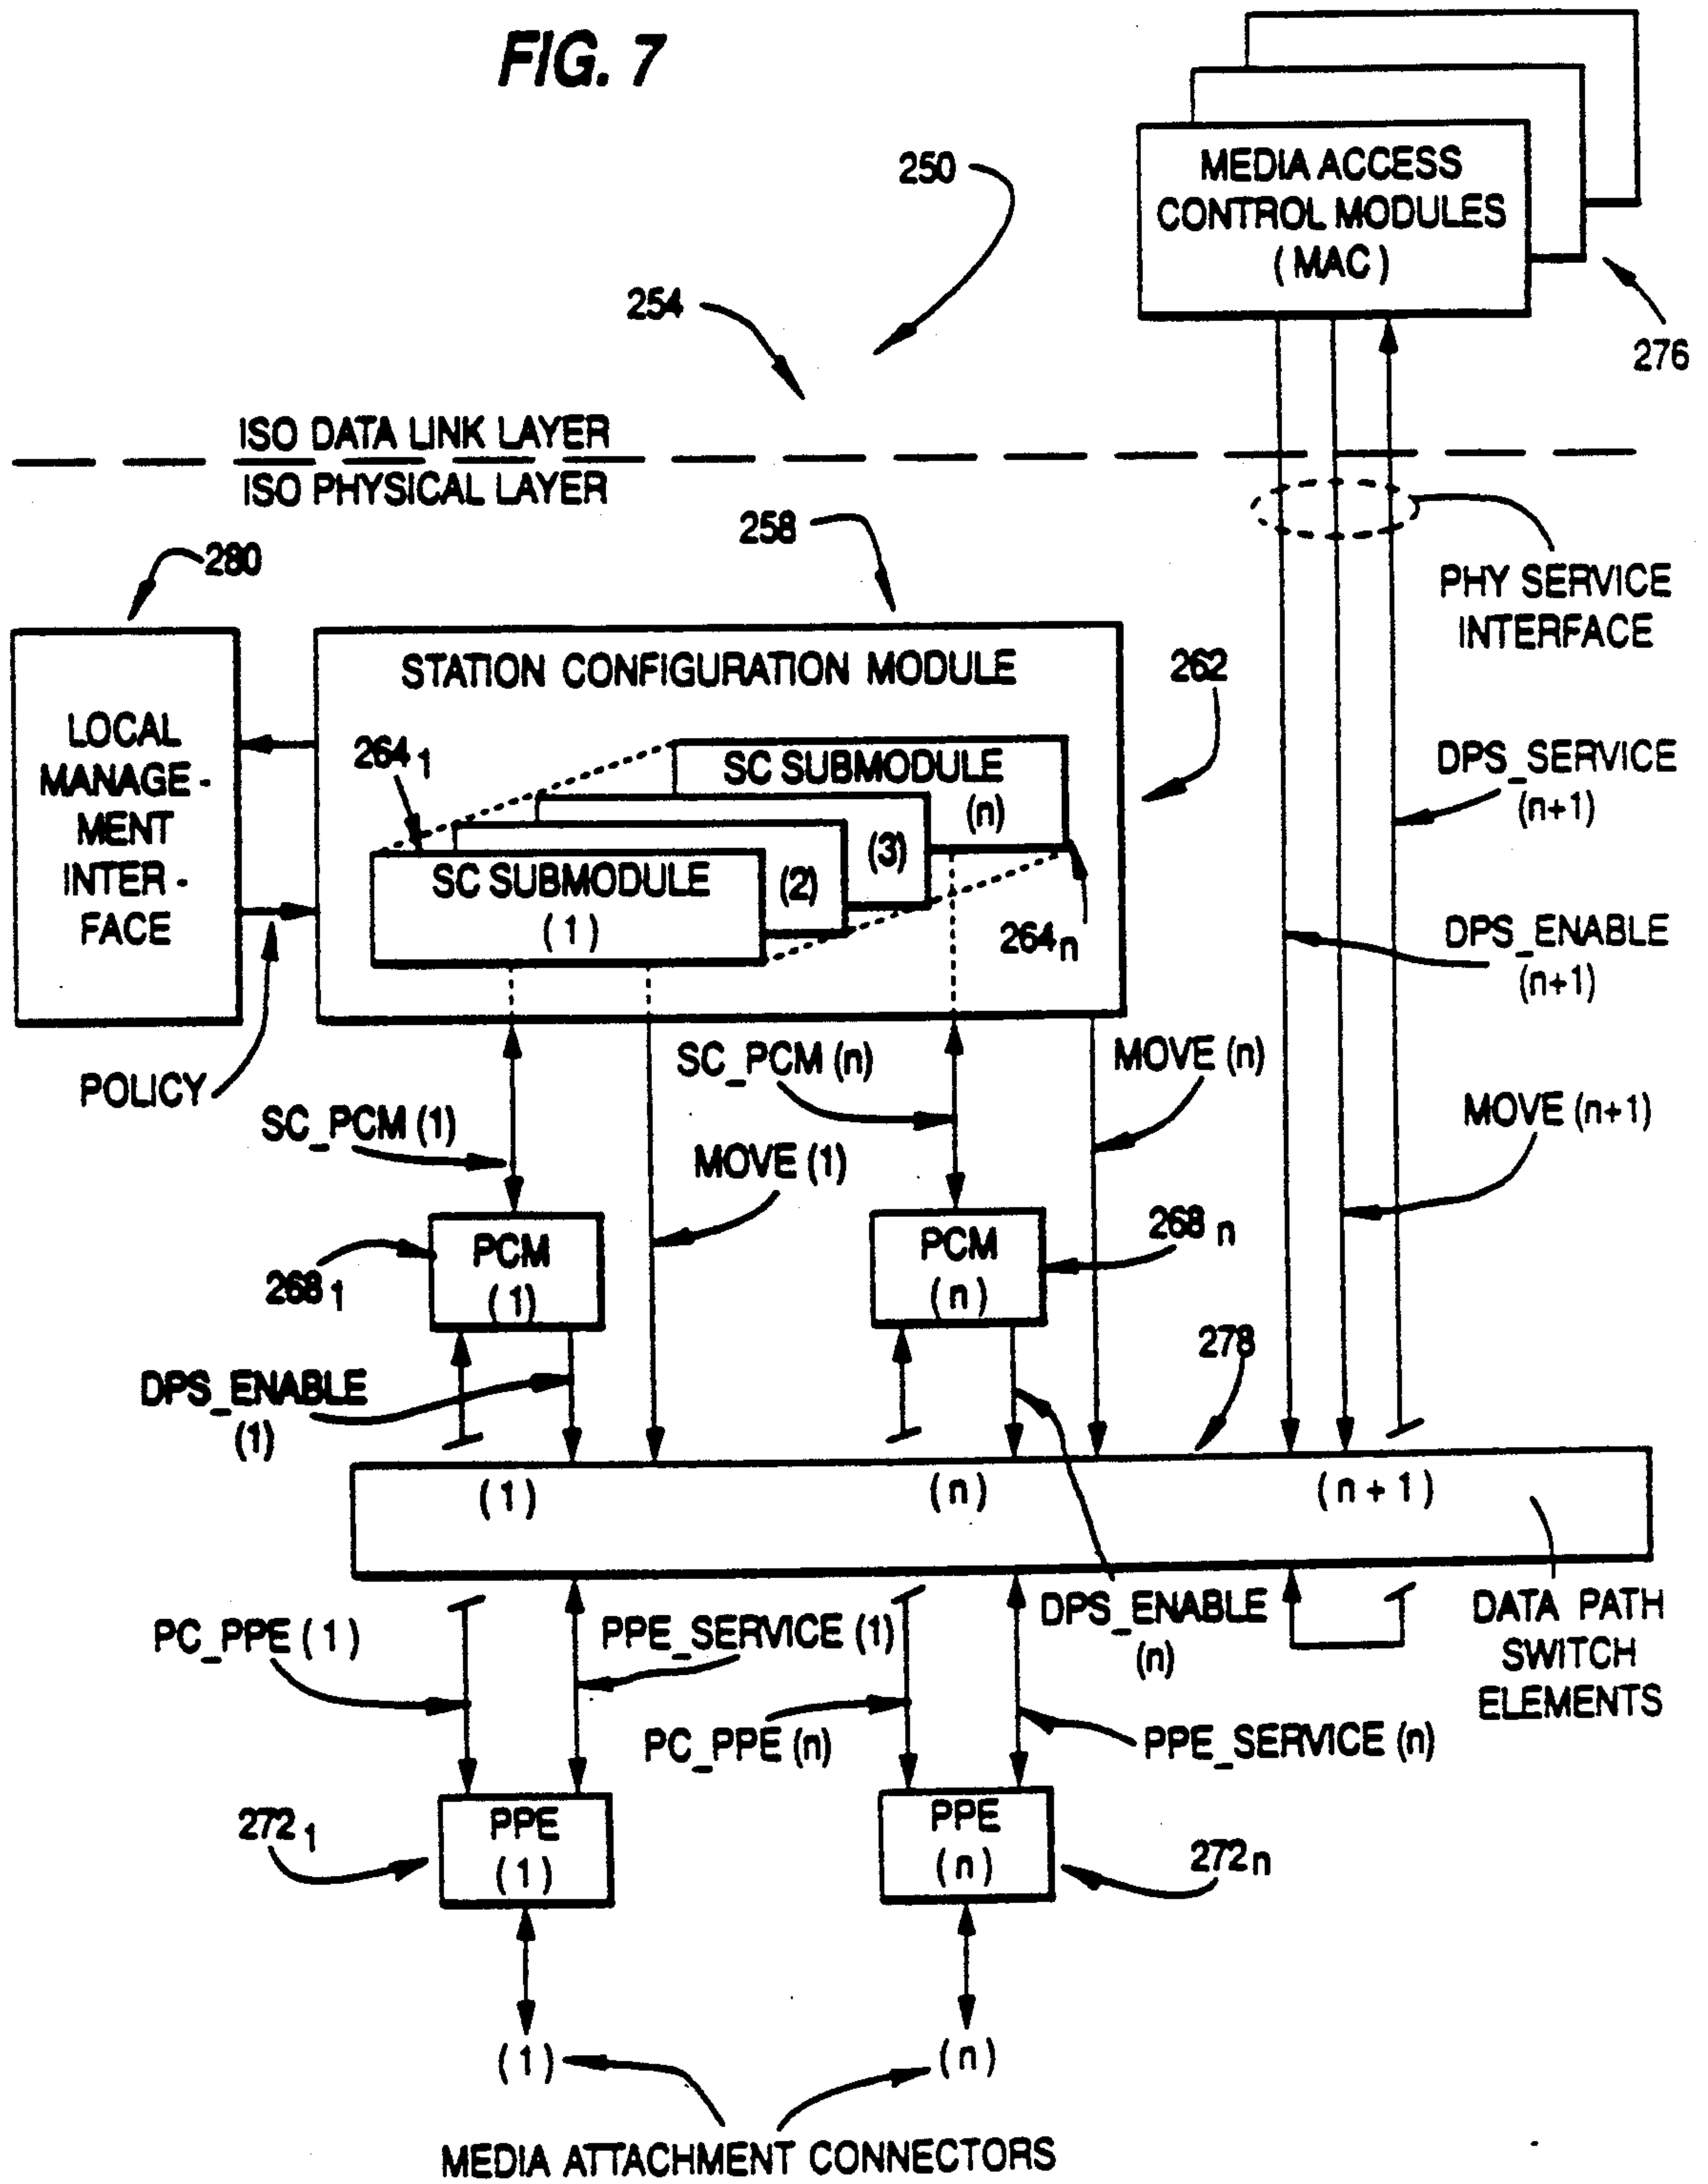 FIG. 7
MEDIA ACCESS
CONTROL MODULES
(MAC)
250
254
276
ISO DATA LINK LAYER
ISO PHYSICAL LAYER
258
280
PHY SERVICE
INTERFACE
STATION CONFIGURATION MODULE
262
LOCAL
MANAGE-
MENT
INTER-
FACE
264 1
SC SUBMODULE
(n)
(3)
(2)
SC SUBMODULE
(1)
264 n
DPS_SERVICE
(n+1)
DPS_ENABLE
(n+1)
POLICY
SC_PCM (n)
MOVE (n)
SC_PCM (1)
MOVE (1)
MOVE (n+1)
PCM
(1)
268 1
PCM
(n)
268 n
278
DPS_ENABLE
(1)
(1)
(n)
(n+1)
PC_PPE (1)
PPE_SERVICE (1)
DPS_ENABLE
(n)
DATA PATH
SWITCH
ELEMENTS
PC_PPE (n)
PPE_SERVICE (n)
272 1
PPE
(1)
PPE
(n)
272 n
(1)
(n)
MEDIA ATTACHMENT CONNECTORS